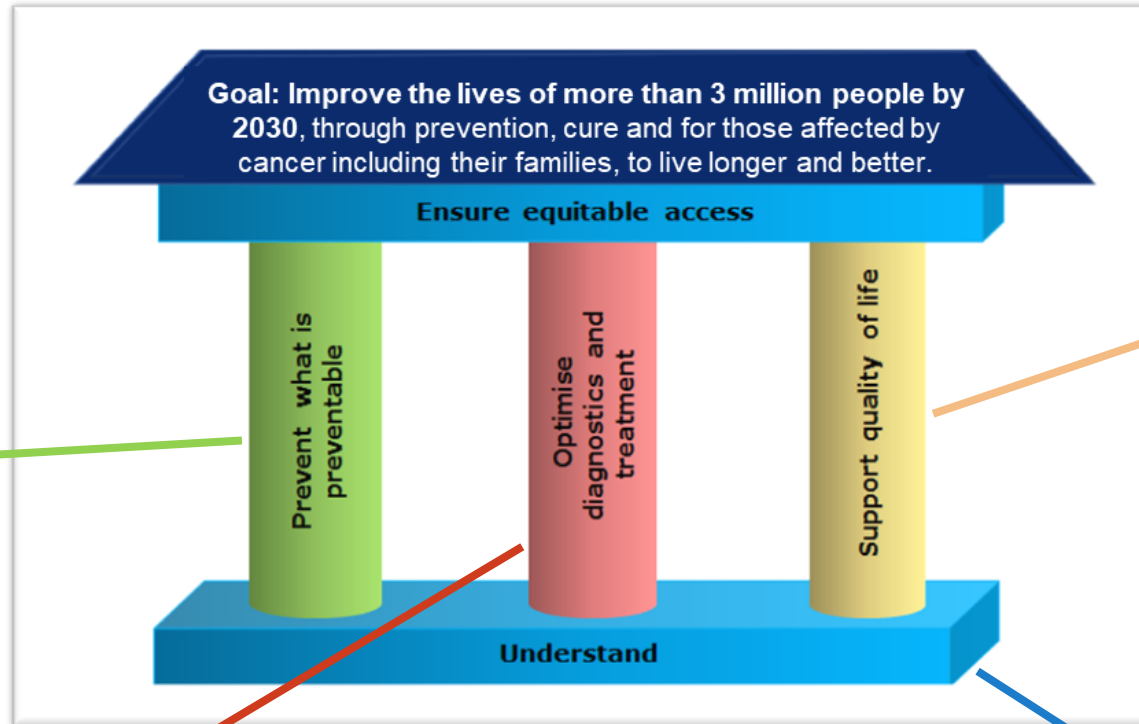 Goal: Improve the lives of more than 3 million people by
2030, through prevention, cure and for those affected by
cancer including their families, to live longer and better.
Ensure equitable access
Prevent what is
preventable
Optimise
diagnostics and
treatment
Support quality of life
Understand